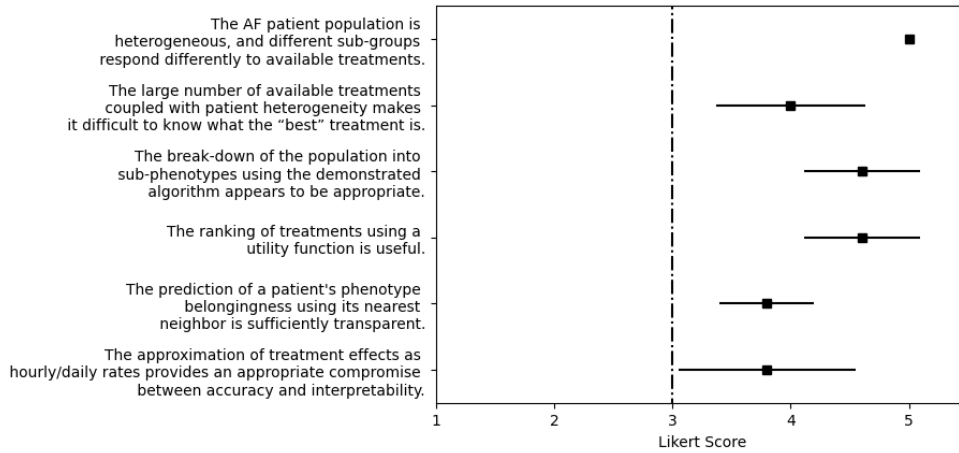 The AF patient population is
heterogeneous, and different sub-groups
respond differently to available treatments.
The large number of available treatments
coupled with patient heterogeneity makes
it difficult to know what the “best” treatment is.
The break-down of the population into
sub-phenotypes using the demonstrated
algorithm appears to be appropriate.
The ranking of treatments using a
utility function is useful.
The prediction of a patient's phenotype
belongingness using its nearest
neighbor is sufficiently transparent.
The approximation of treatment effects as
hourly/daily rates provides an appropriate compromise
between accuracy and interpretability.
1 2 3 4 5
Likert Score